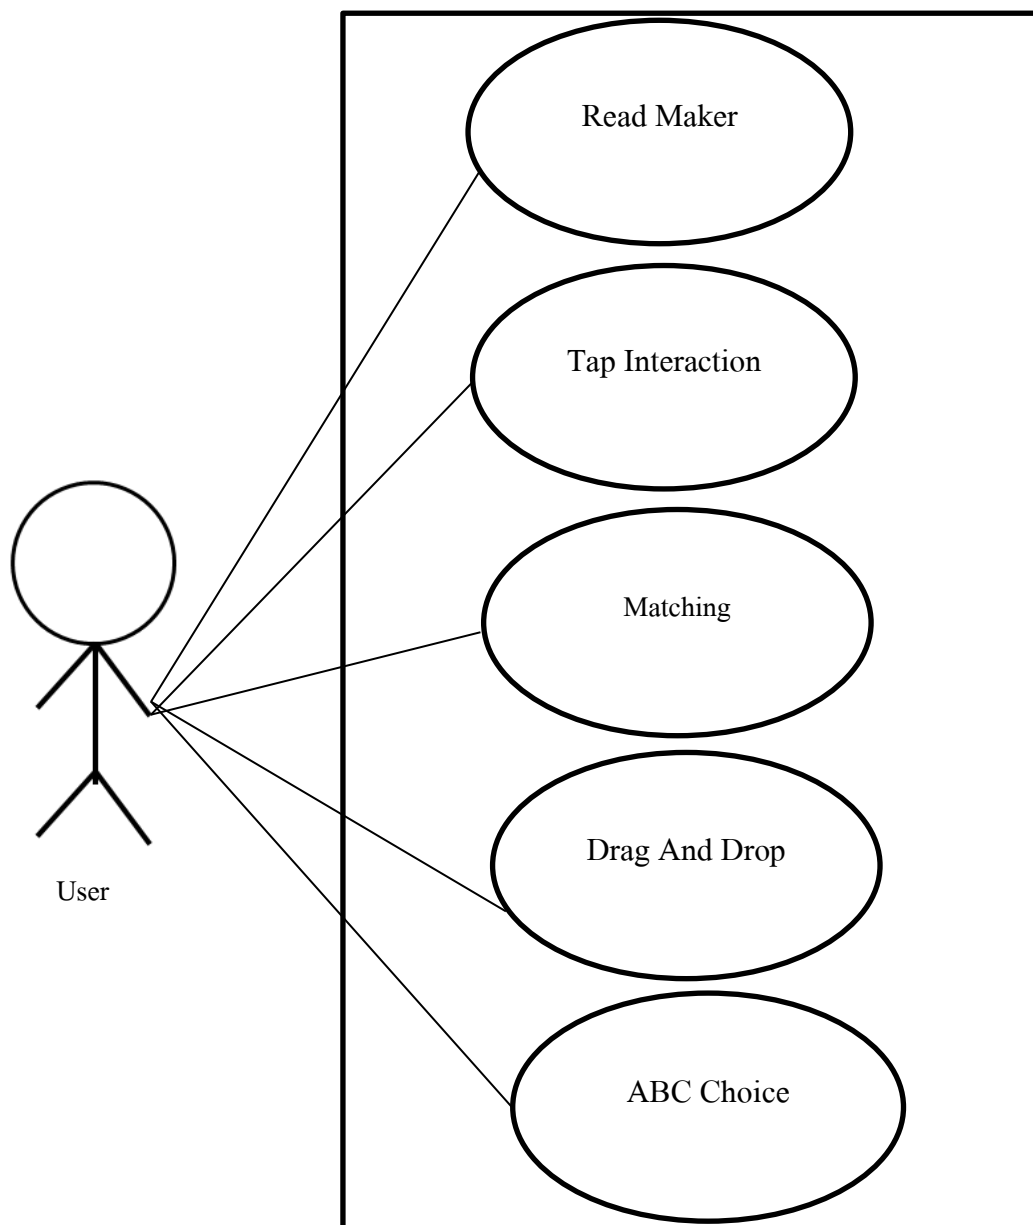 Read Maker
Tap Interaction
Matching
Drag And Drop
User
ABC Choice